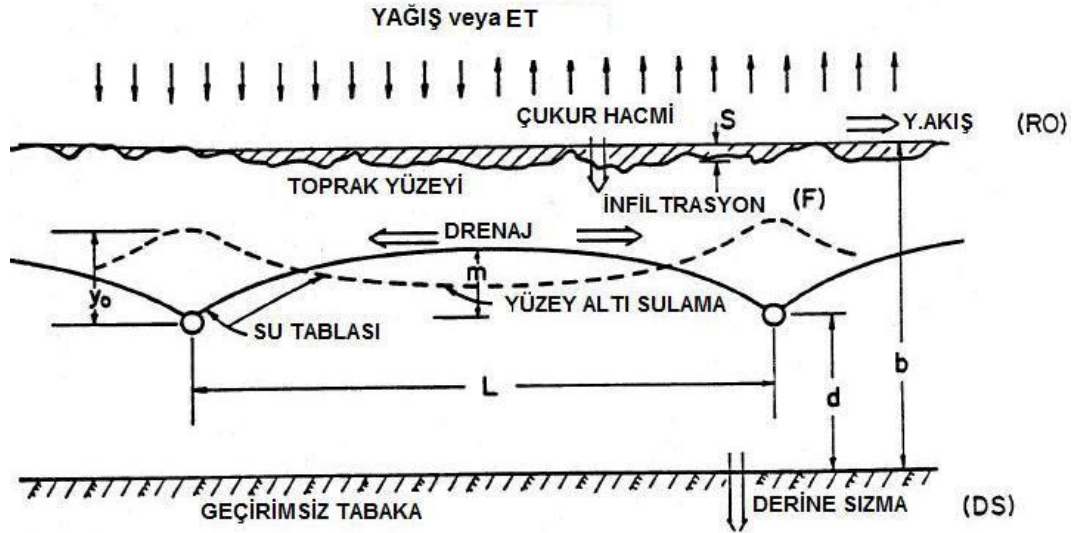 YAĞIŞ veya ET
ÇUKUR HACMİ
S
Y.AKIŞ
(RO)
TOPRAK YÜZEYİ
İNFİLTRASYON
(F)
DRENAJ
m
yo
SU TABLASI
YÜZEY ALTI SULAMA
L
d
b
GEÇİRİMSİZ TABAKA
DERİNE SIZMA
(DS)